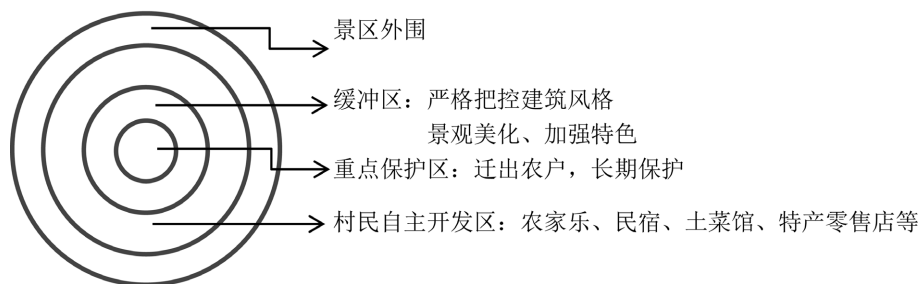 景区外围
缓冲区：严格把控建筑风格
景观美化、加强特色
重点保护区：迁出农户，长期保护
村民自主开发区：农家乐、民宿、土菜馆、特产零售店等